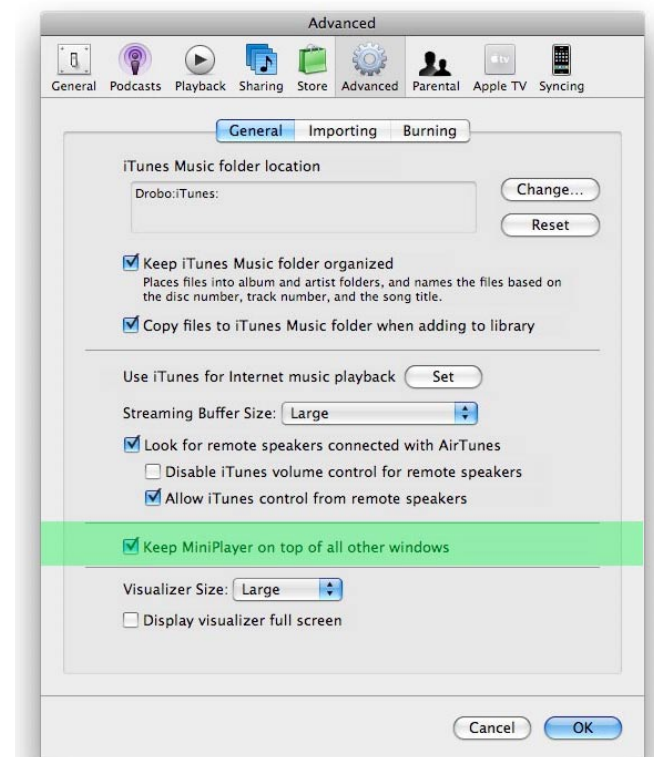 Advanced
General Podcasts Playback Sharing Store Advanced Parental Apple TV Syncing
General Importing Burning
iTunes Music folder location
Drobo:iTunes:
Change...
Reset
Keep iTunes Music folder organized
Places files into album and artist folders, and names the files based on
the disc number, track number, and the song title.
Copy files to iTunes Music folder when adding to library
Use iTunes for Internet music playback Set
Streaming Buffer Size: Large
Look for remote speakers connected with AirTunes
Disable iTunes volume control for remote speakers
Allow iTunes control from remote speakers
Keep MiniPlayer on top of all other windows
Visualizer Size: Large
Display visualizer full screen
Cancel OK